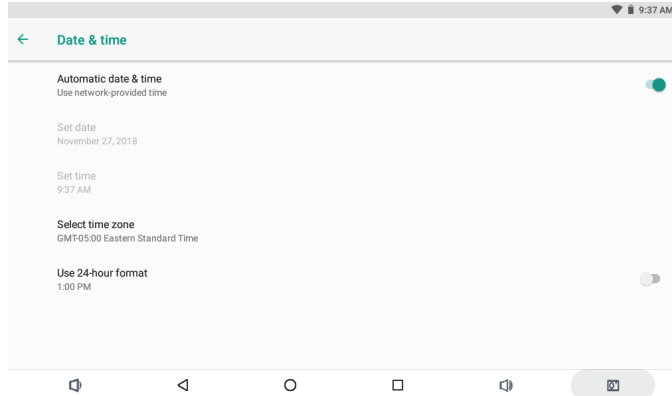 9:37 AM
Date & time
Automatic date & time
Use network-provided time
Set date
November 27, 2018
Set time
9:37 AM
Select time zone
GMT-05:00 Eastern Standard Time
Use 24-hour format
1:00 PM